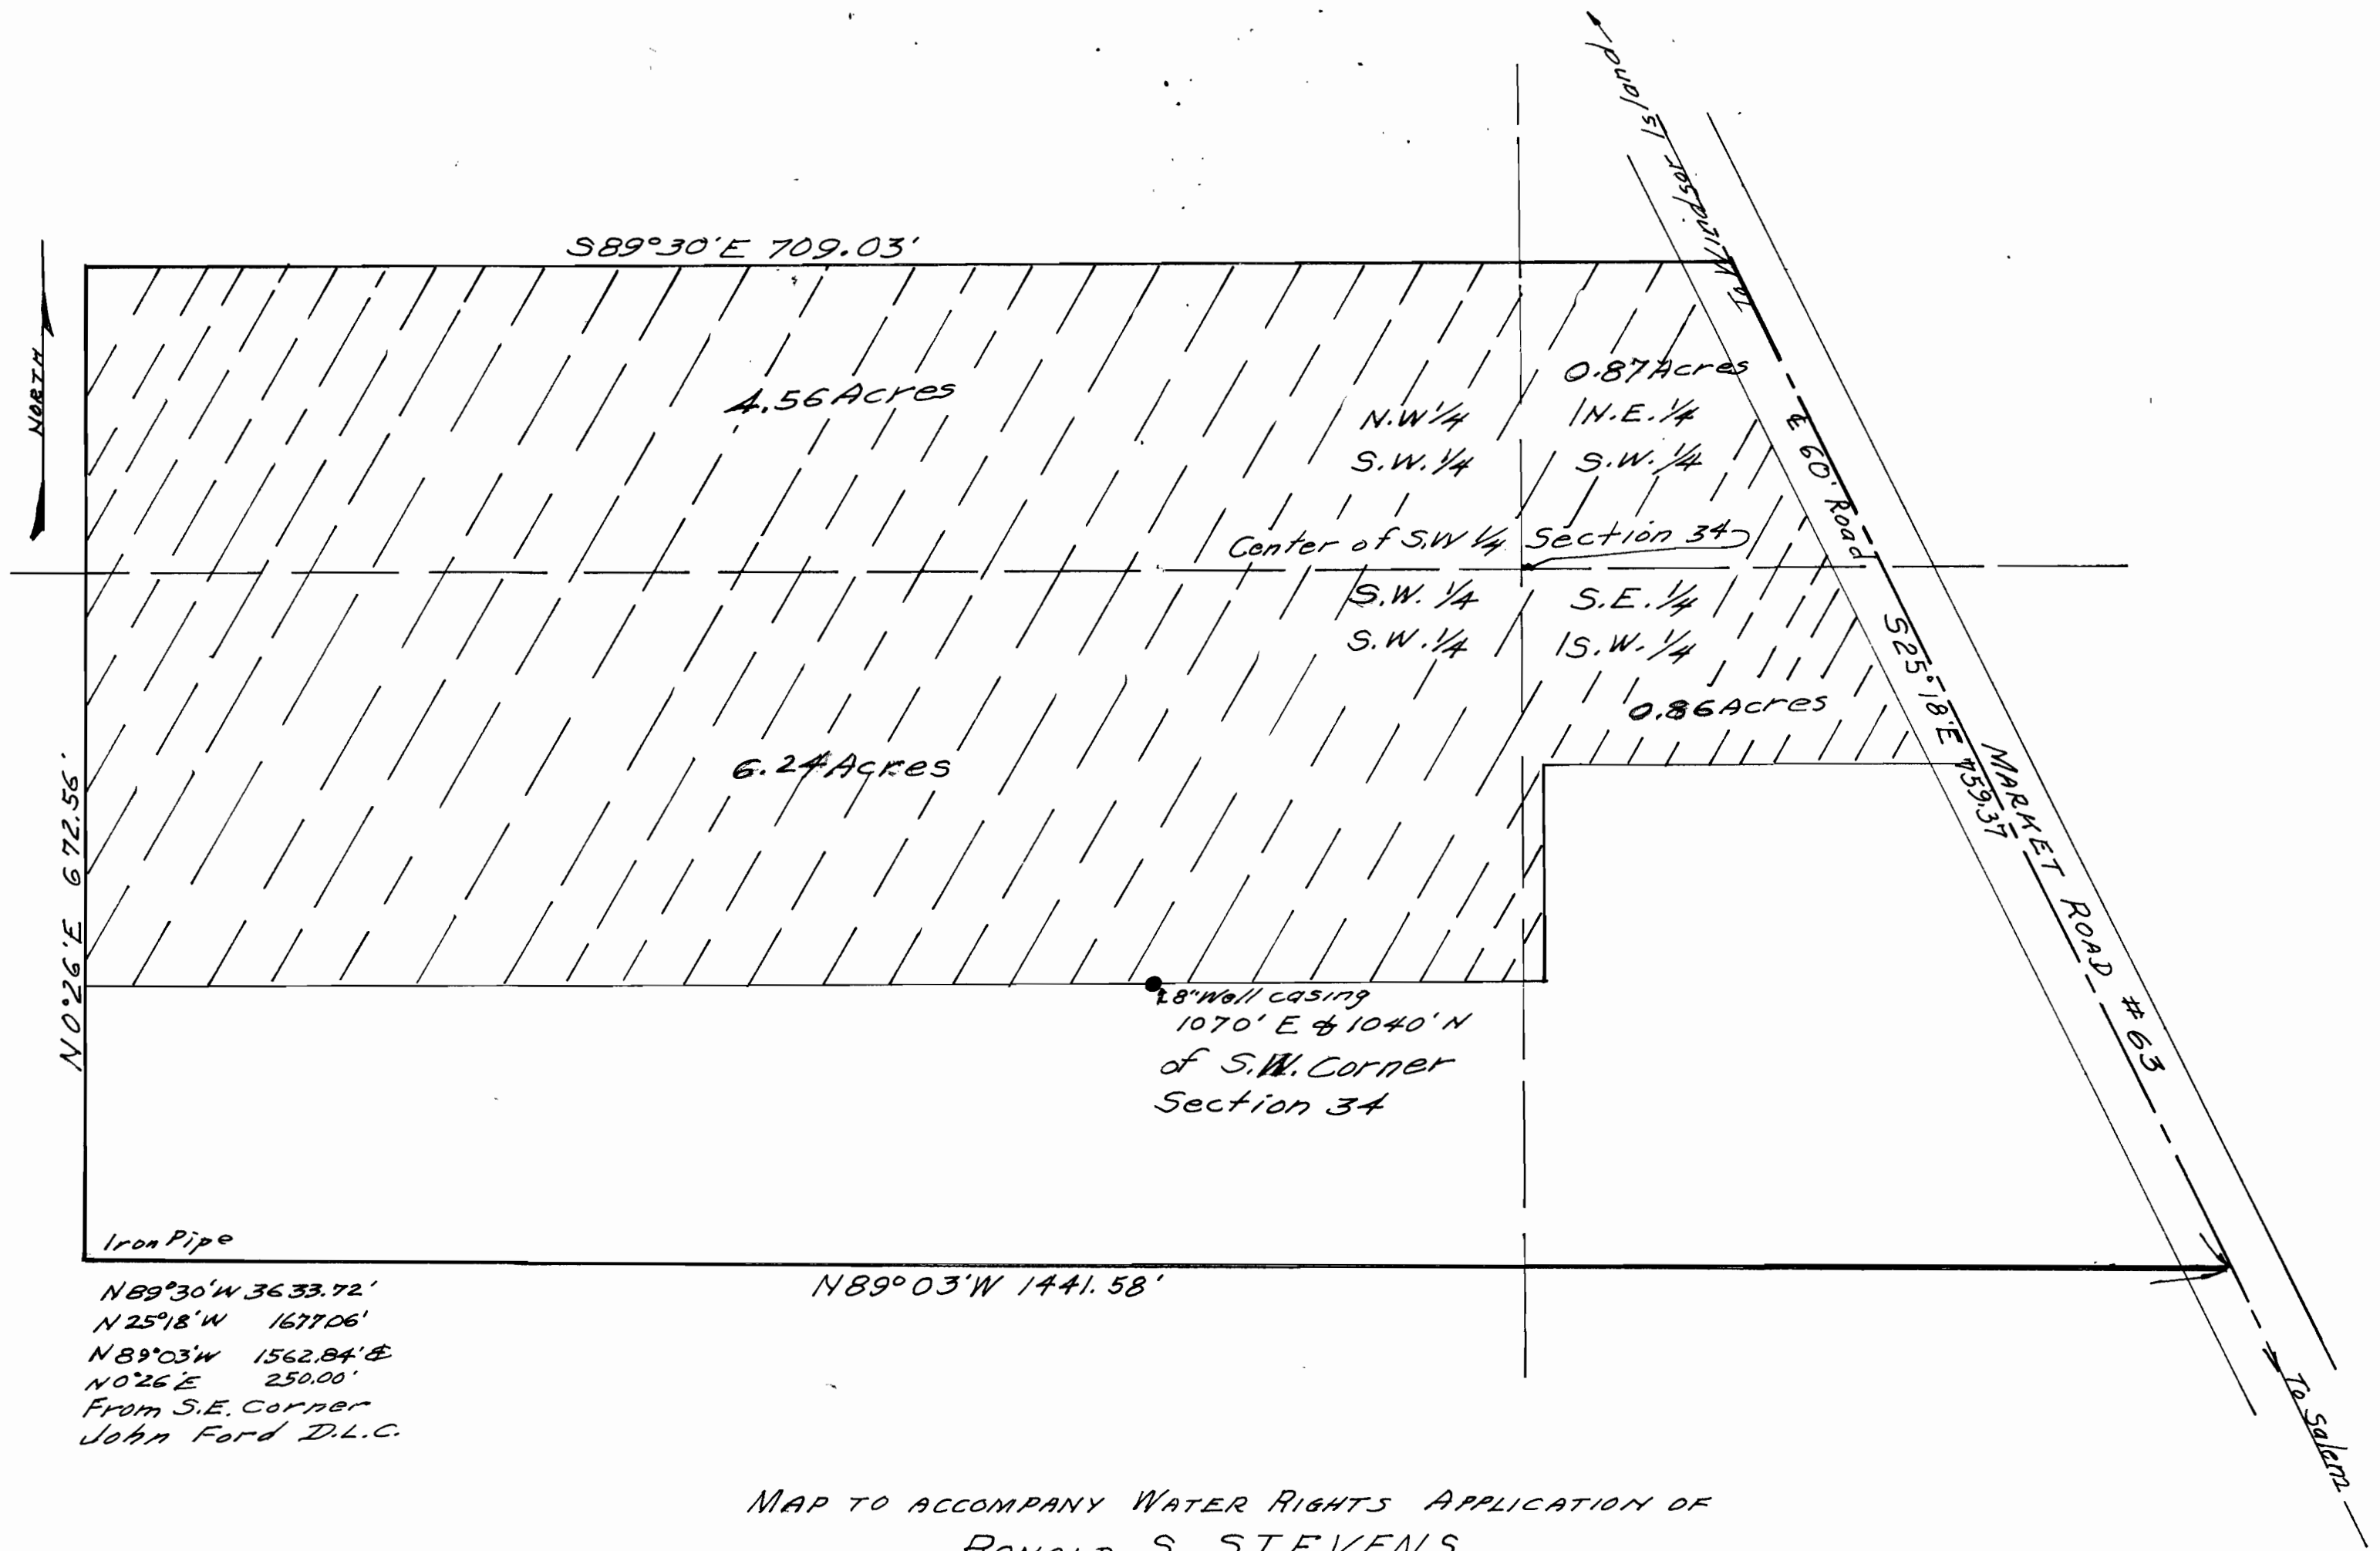 To Windsor Island
S89°30'E 709.03'
NORTH
4.56 Acres
0.87 Acres
N.W 1/4
N.E. 1/4
S.W. 1/4
S.W. 1/4
℄ 60' Road
Center of S.W 1/4 Section 34
S.W. 1/4
S.E. 1/4
S.W. 1/4
S.W. 1/4
S25°18'E 759.37
0.86 Acres
6.24 Acres
MARKET ROAD #63
N0°26'E 672.56'
8" Well casing
1070' E & 1040' N
of S.W. Corner
Section 34
Iron Pipe
N89°03'W 1441.58'
N89°30'W 3633.72'
N25°18'W 1677.06'
N89°03'W 1562.84' &
N0°26'E 250.00'
From S.E. Corner
John Ford D.L.C.
To Salem
MAP TO ACCOMPANY WATER RIGHTS APPLICATION OF
RONALD S. STEVENS